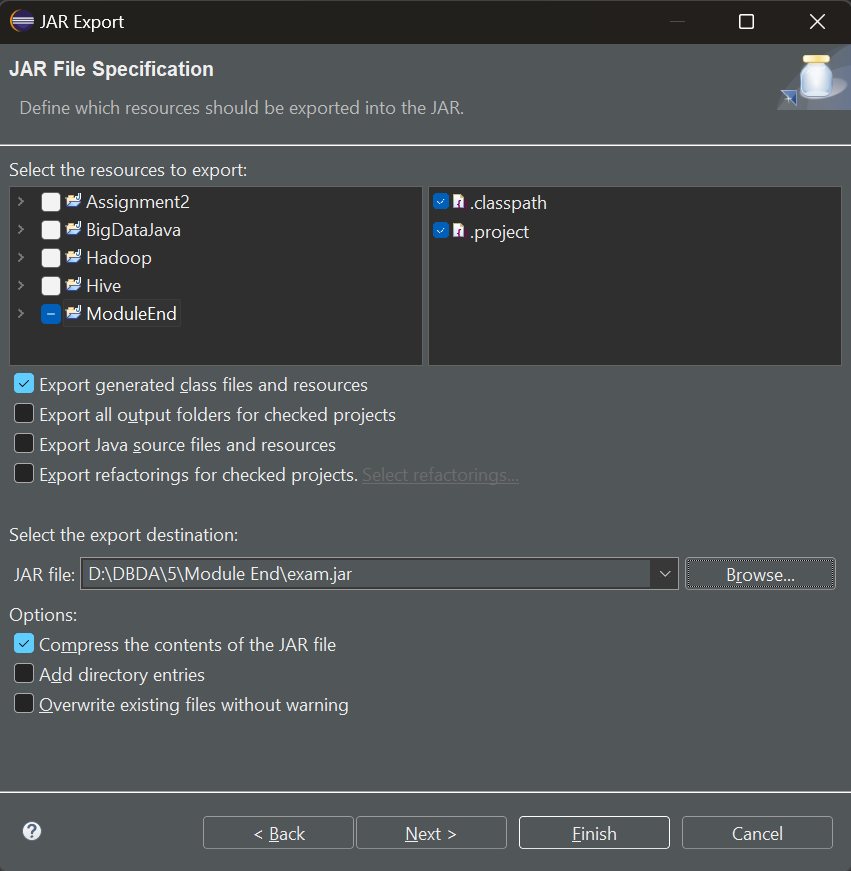 JAR Export
JAR File Specification
Define which resources should be exported into the JAR.
Select the resources to export:
Assignment2
BigDataJava
Hadoop
Hive
ModuleEnd
.classpath
.project
Export generated class files and resources
Export all output folders for checked projects
Export Java source files and resources
Export refactorings for checked projects. Select refactorings...
Select the export destination:
JAR file: D:\DBDA\5\Module End\exam.jar Browse...
Options:
Compress the contents of the JAR file
Add directory entries
Overwrite existing files without warning
? < Back Next > Finish Cancel